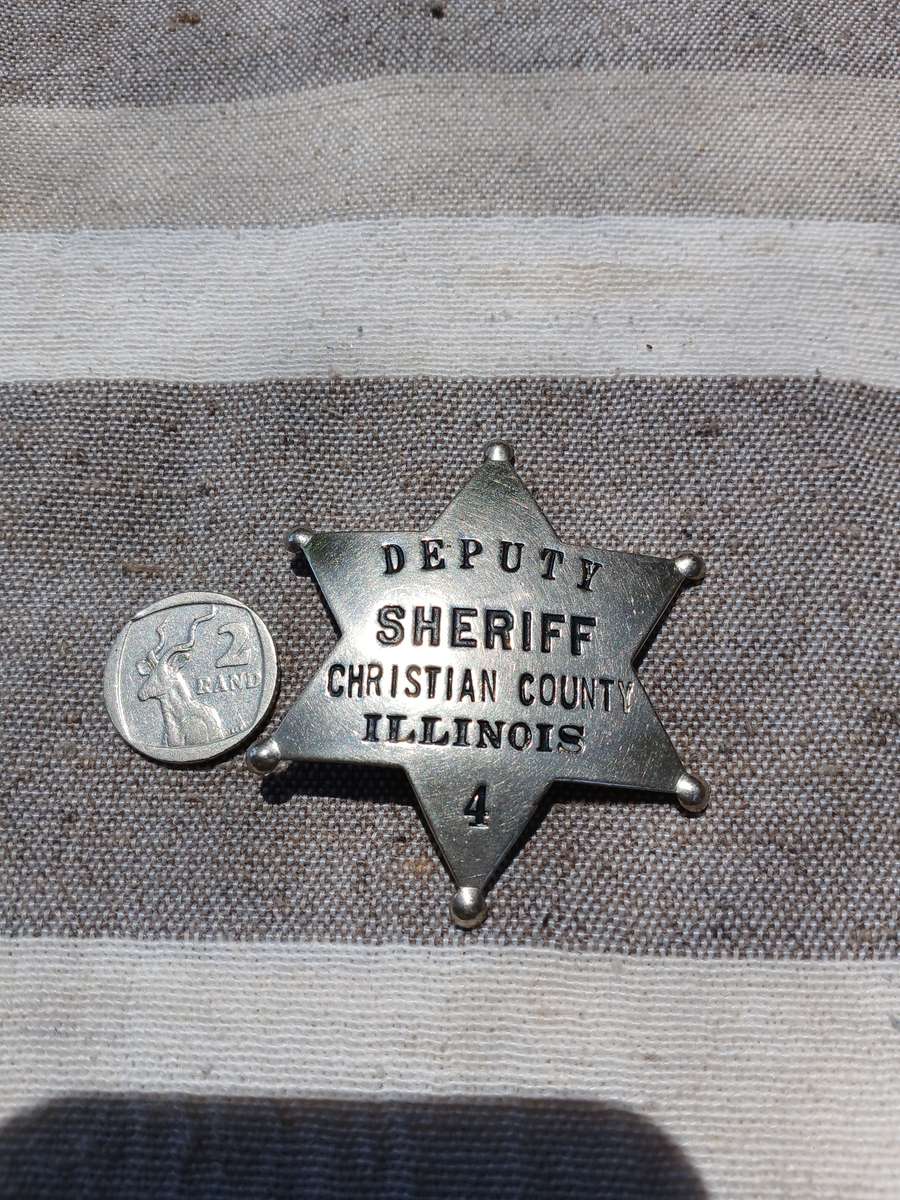 2
RAND
DEPUTY
SHERIFF
CHRISTIAN COUNTY
ILLINOIS
4